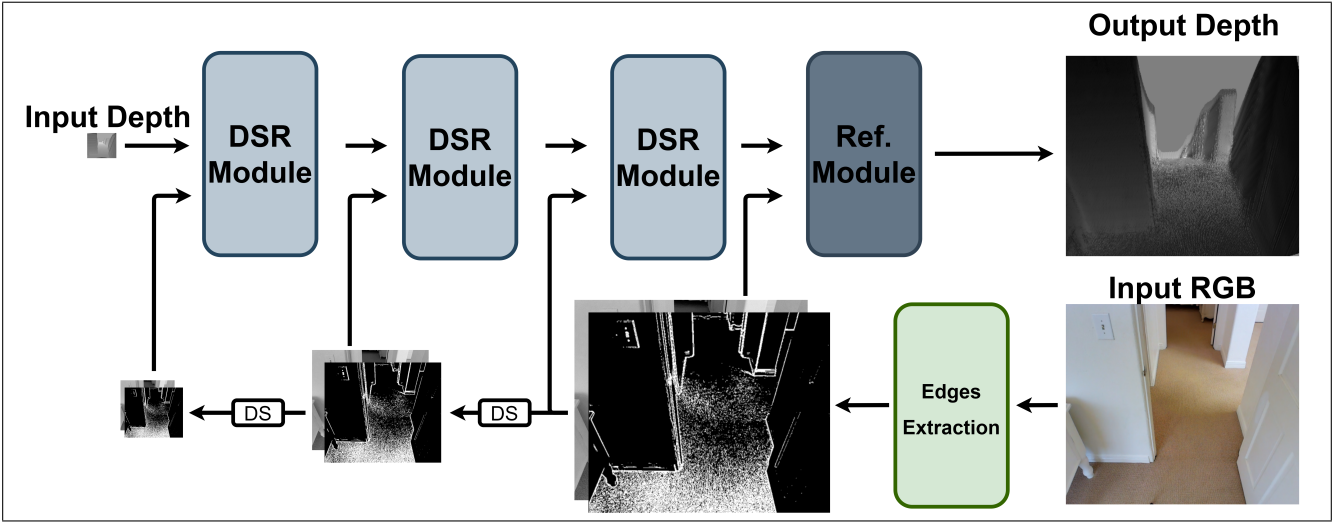 Output Depth
Input Depth
DSR
Module
DSR
Module
DSR
Module
Ref.
Module
Input RGB
Edges
Extraction
DS
DS